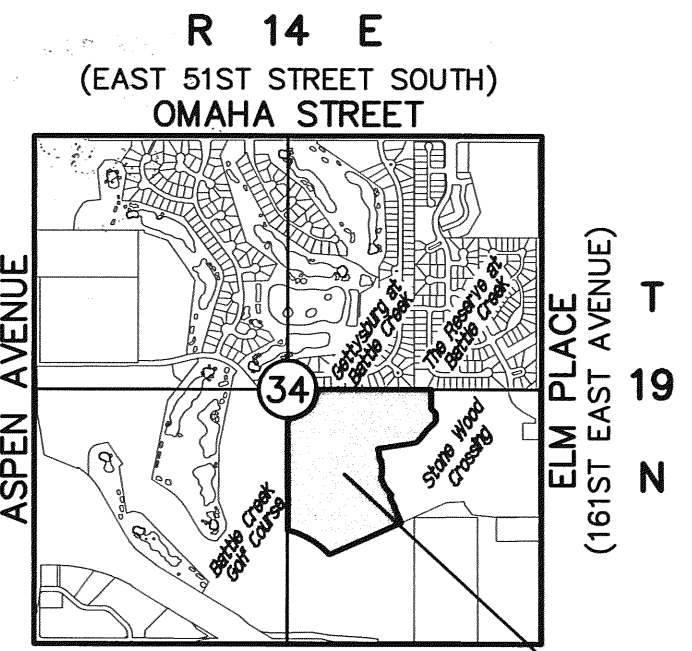 R 14 E
(EAST 51ST STREET SOUTH)
OMAHA STREET
ASPEN AVENUE
Gettysburg at
Battle Creek
The Reserve at
Battle Creek
34
Stone Wood
Crossing
Battle Creek
Golf Course
ELM PLACE
(161ST EAST AVENUE)
T
19
N